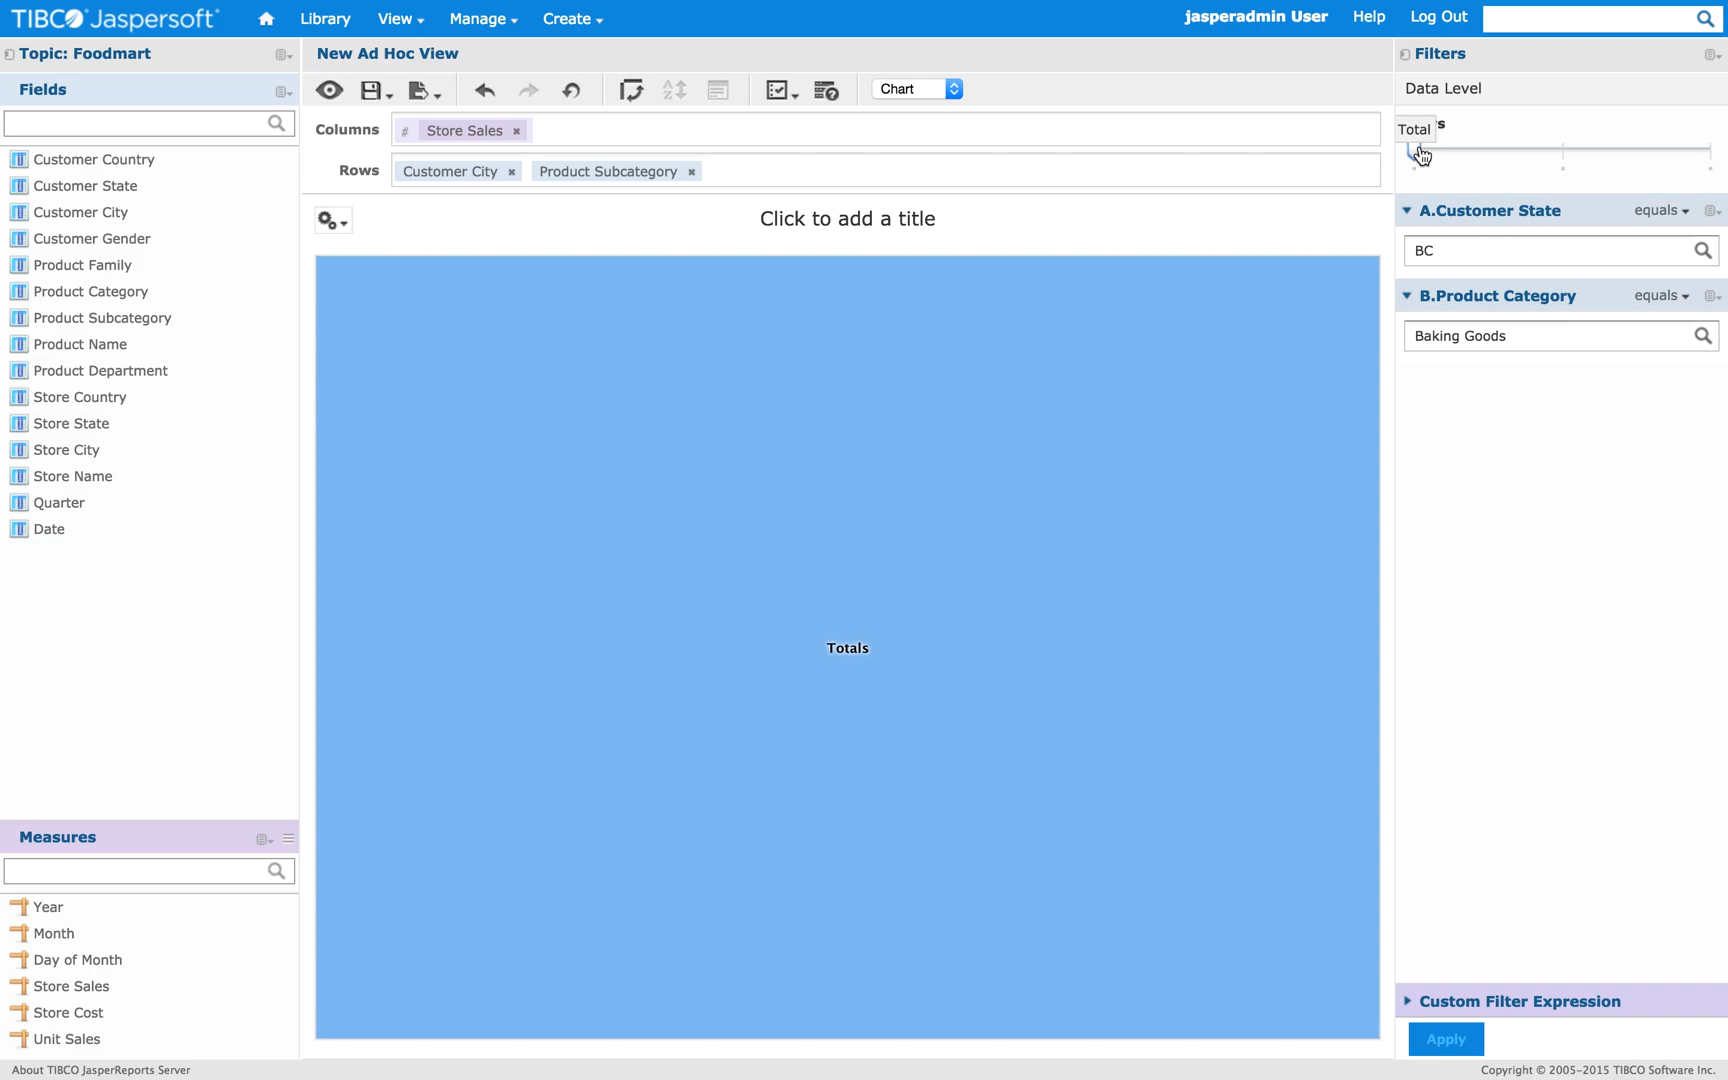 TIBCO Jaspersoft
Library
View
Manage
Create
jasperadmin User
Help
Log Out
Topic: Foodmart
New Ad Hoc View
Filters
Fields
Chart
Data Level
Columns
# Store Sales ×
Total
Rows
Customer City ×
Product Subcategory ×
Customer Country
Customer State
Customer City
Customer Gender
Product Family
Product Category
Product Subcategory
Product Name
Product Department
Store Country
Store State
Store City
Store Name
Quarter
Date
Click to add a title
Totals
A.Customer State
equals
BC
B.Product Category
equals
Baking Goods
Measures
Year
Month
Day of Month
Store Sales
Store Cost
Unit Sales
Custom Filter Expression
Apply
About TIBCO JasperReports Server
Copyright © 2005-2015 TIBCO Software Inc.